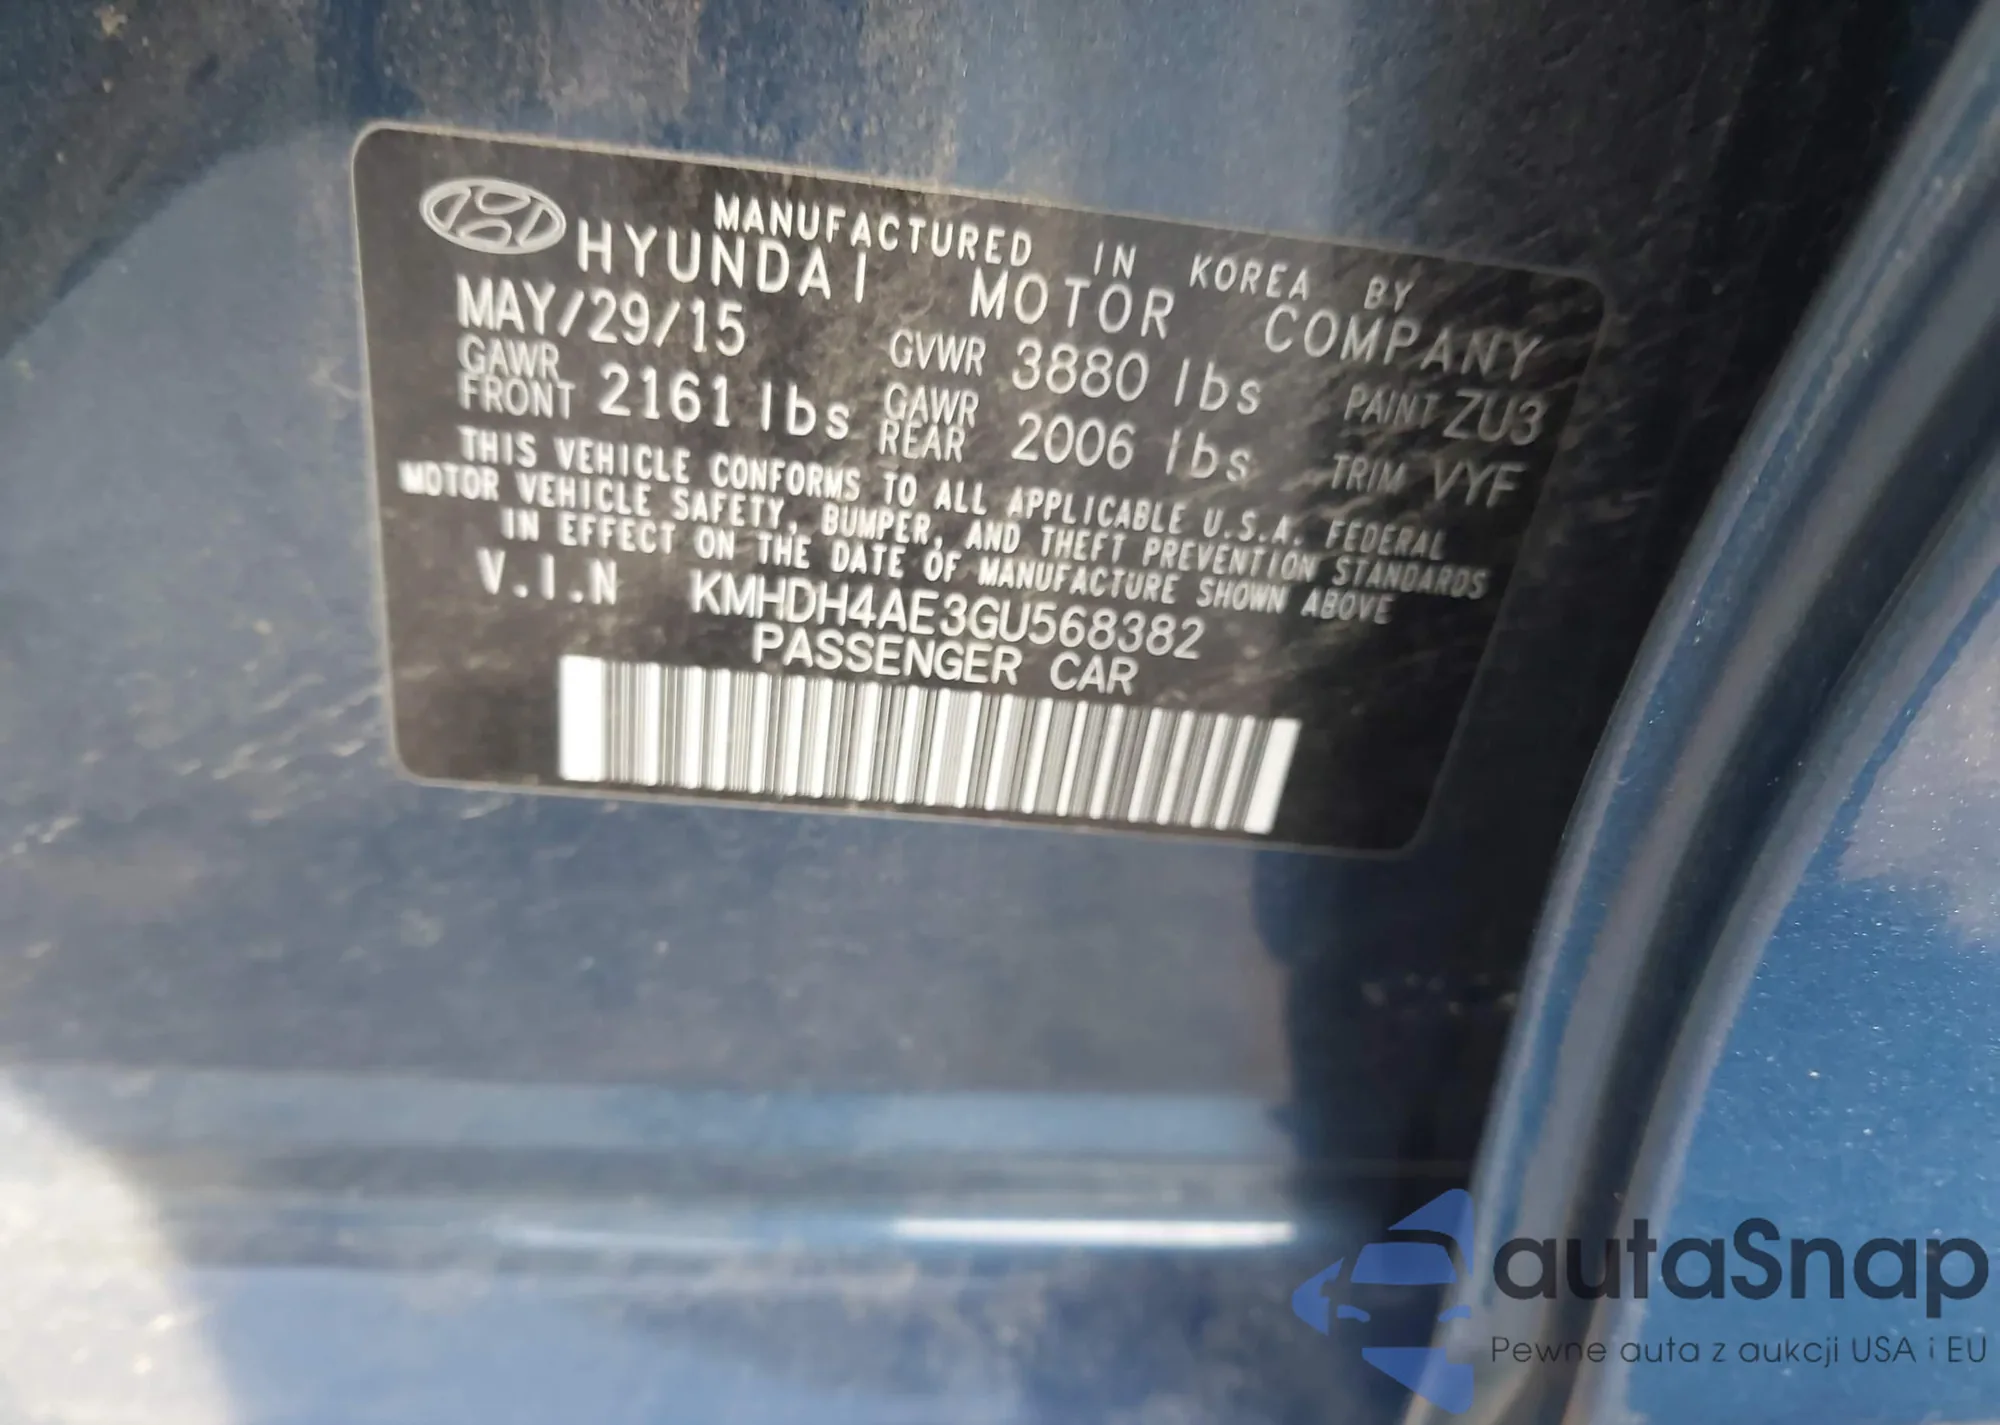 MANUFACTURED IN KOREA BY
HYUNDAI MOTOR COMPANY
MAY/29/15 GVWR 3880 lbs PAINT ZU3
GAWR FRONT 2161 lbs GAWR REAR 2006 lbs TRIM VYF
THIS VEHICLE CONFORMS TO ALL APPLICABLE U.S.A. FEDERAL
MOTOR VEHICLE SAFETY, BUMPER, AND THEFT PREVENTION STANDARDS
IN EFFECT ON THE DATE OF MANUFACTURE SHOWN ABOVE
V.I.N KMHDH4AE3GU568382
PASSENGER CAR
autaSnap
Pewne auta z aukcji USA i EU